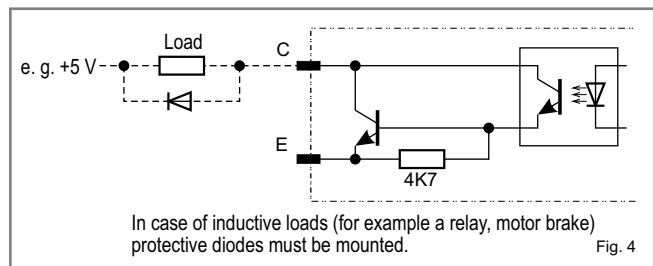 Load
C
e. g. +5 V
E
4K7
In case of inductive loads (for example a relay, motor brake)
protective diodes must be mounted.
Fig. 4